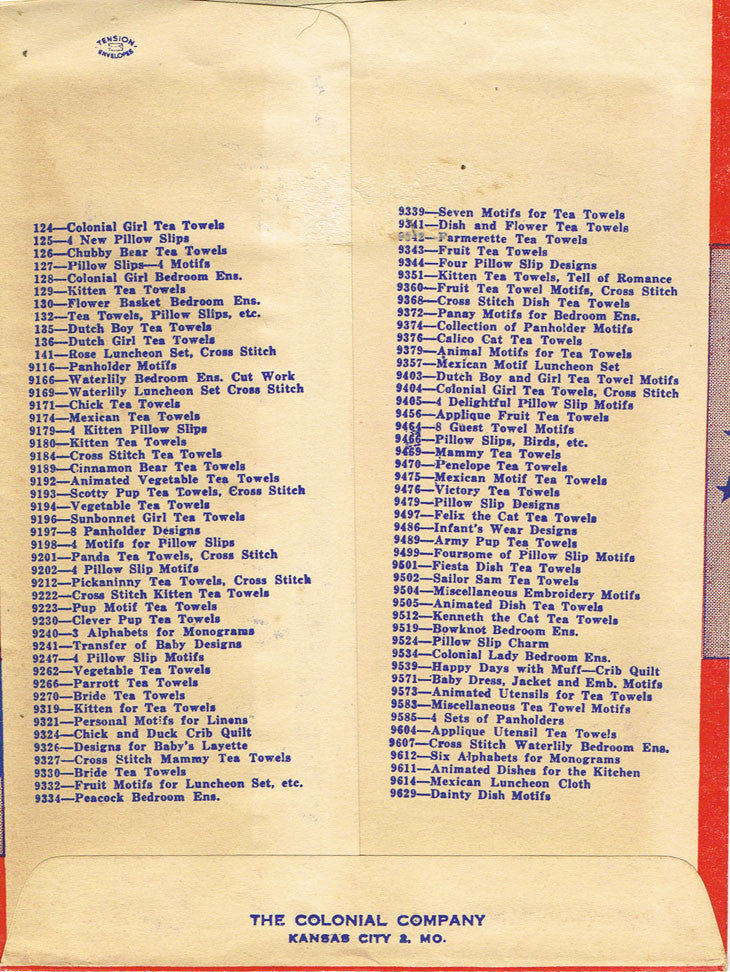 TENSION
ENVELOPES
124—Colonial Girl Tea Towels
125—4 New Pillow Slips
126—Chubby Bear Tea Towels
127—Pillow Slips—4 Motifs
128—Colonial Girl Bedroom Ens.
129—Kitten Tea Towels
130—Flower Basket Bedroom Ens.
132—Tea Towels, Pillow Slips, etc.
135—Dutch Boy Tea Towels
136—Dutch Girl Tea Towels
141—Rose Luncheon Set, Cross Stitch
9116—Panholder Motifs
9166—Waterlily Bedroom Ens. Cut Work
9169—Waterlily Luncheon Set Cross Stitch
9171—Chick Tea Towels
9174—Mexican Tea Towels
9179—4 Kitten Pillow Slips
9180—Kitten Tea Towels
9184—Cross Stitch Tea Towels
9189—Cinnamon Bear Tea Towels
9192—Animated Vegetable Tea Towels
9193—Scotty Pup Tea Towels, Cross Stitch
9194—Vegetable Tea Towels
9196—Sunbonnet Girl Tea Towels
9197—8 Panholder Designs
9198—4 Motifs for Pillow Slips
9201—Panda Tea Towels, Cross Stitch
9202—4 Pillow Slip Motifs
9212—Pickaninny Tea Towels, Cross Stitch
9222—Cross Stitch Kitten Tea Towels
9223—Pup Motif Tea Towels
9230—Clever Pup Tea Towels
9240—3 Alphabets for Monograms
9241—Transfer of Baby Designs
9247—4 Pillow Slip Motifs
9262—Vegetable Tea Towels
9266—Parrott Tea Towels
9270—Bride Tea Towels
9319—Kitten for Tea Towels
9321—Personal Motifs for Linens
9324—Chick and Duck Crib Quilt
9326—Designs for Baby's Layette
9327—Cross Stitch Mammy Tea Towels
9330—Bride Tea Towels
9332—Fruit Motifs for Luncheon Set, etc.
9334—Peacock Bedroom Ens.
9339—Seven Motifs for Tea Towels
9341—Dish and Flower Tea Towels
9342—Farmerette Tea Towels
9343—Fruit Tea Towels
9344—Four Pillow Slip Designs
9351—Kitten Tea Towels, Tell of Romance
9360—Fruit Tea Towel Motifs, Cross Stitch
9368—Cross Stitch Dish Tea Towels
9372—Panay Motifs for Bedroom Ens.
9374—Collection of Panholder Motifs
9376—Calico Cat Tea Towels
9379—Animal Motifs for Tea Towels
9357—Mexican Motif Luncheon Set
9403—Dutch Boy and Girl Tea Towel Motifs
9404—Colonial Girl Tea Towels, Cross Stitch
9405—4 Delightful Pillow Slip Motifs
9456—Applique Fruit Tea Towels
9464—8 Guest Towel Motifs
9466—Pillow Slips, Birds, etc.
9469—Mammy Tea Towels
9470—Penelope Tea Towels
9475—Mexican Motif Tea Towels
9476—Victory Tea Towels
9479—Pillow Slip Designs
9497—Felix the Cat Tea Towels
9486—Infant's Wear Designs
9489—Army Pup Tea Towels
9499—Foursome of Pillow Slip Motifs
9501—Fiesta Dish Tea Towels
9502—Sailor Sam Tea Towels
9504—Miscellaneous Embroidery Motifs
9505—Animated Dish Tea Towels
9512—Kenneth the Cat Tea Towels
9519—Bowknot Bedroom Ens.
9524—Pillow Slip Charm
9534—Colonial Lady Bedroom Ens.
9539—Happy Days with Muff—Crib Quilt
9571—Baby Dress, Jacket and Emb. Motifs
9573—Animated Utensils for Tea Towels
9583—Miscellaneous Tea Towel Motifs
9585—4 Sets of Panholders
9604—Applique Utensil Tea Towels
9607—Cross Stitch Waterlily Bedroom Ens.
9612—Six Alphabets for Monograms
9611—Animated Dishes for the Kitchen
9614—Mexican Luncheon Cloth
9629—Dainty Dish Motifs
THE COLONIAL COMPANY
KANSAS CITY 2, MO.